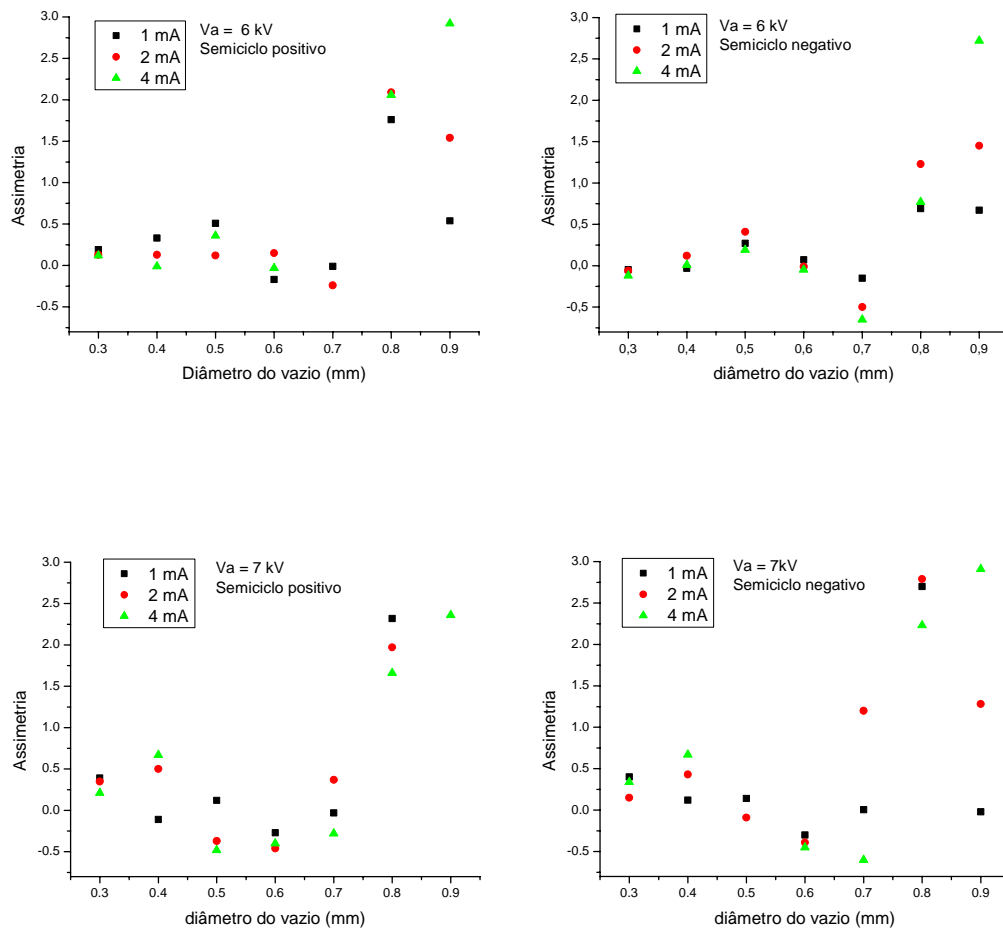 3.0
2.5
2.0
1.5
1.0
0.5
0.0
-0.5
Assimetria
1 mA
2 mA
4 mA
Va = 6 kV
Semiciclo positivo
0.3 0.4 0.5 0.6 0.7 0.8 0.9
Diâmetro do vazio (mm)
3,0
2,5
2,0
1,5
1,0
0,5
0,0
-0,5
Assimetria
1 mA
2 mA
4 mA
Va = 6 kV
Semiciclo negativo
0,3 0,4 0,5 0,6 0,7 0,8 0,9
diâmetro do vazio (mm)
3.0
2.5
2.0
1.5
1.0
0.5
0.0
-0.5
Assimetria
1 mA
2 mA
4 mA
Va = 7 kV
Semiciclo positivo
0.3 0.4 0.5 0.6 0.7 0.8 0.9
diâmetro do vazio (mm)
3.0
2.5
2.0
1.5
1.0
0.5
0.0
-0.5
Assimetria
1 mA
2 mA
4 mA
Va = 7kV
Semiciclo negativo
0.3 0.4 0.5 0.6 0.7 0.8 0.9
diâmetro do vazio (mm)